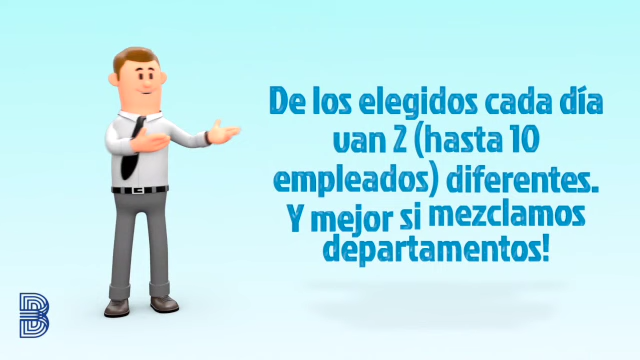 De los elegidos cada día
van 2 (hasta 10
empleados) diferentes.
Y mejor si mezclamos
departamentos!
B